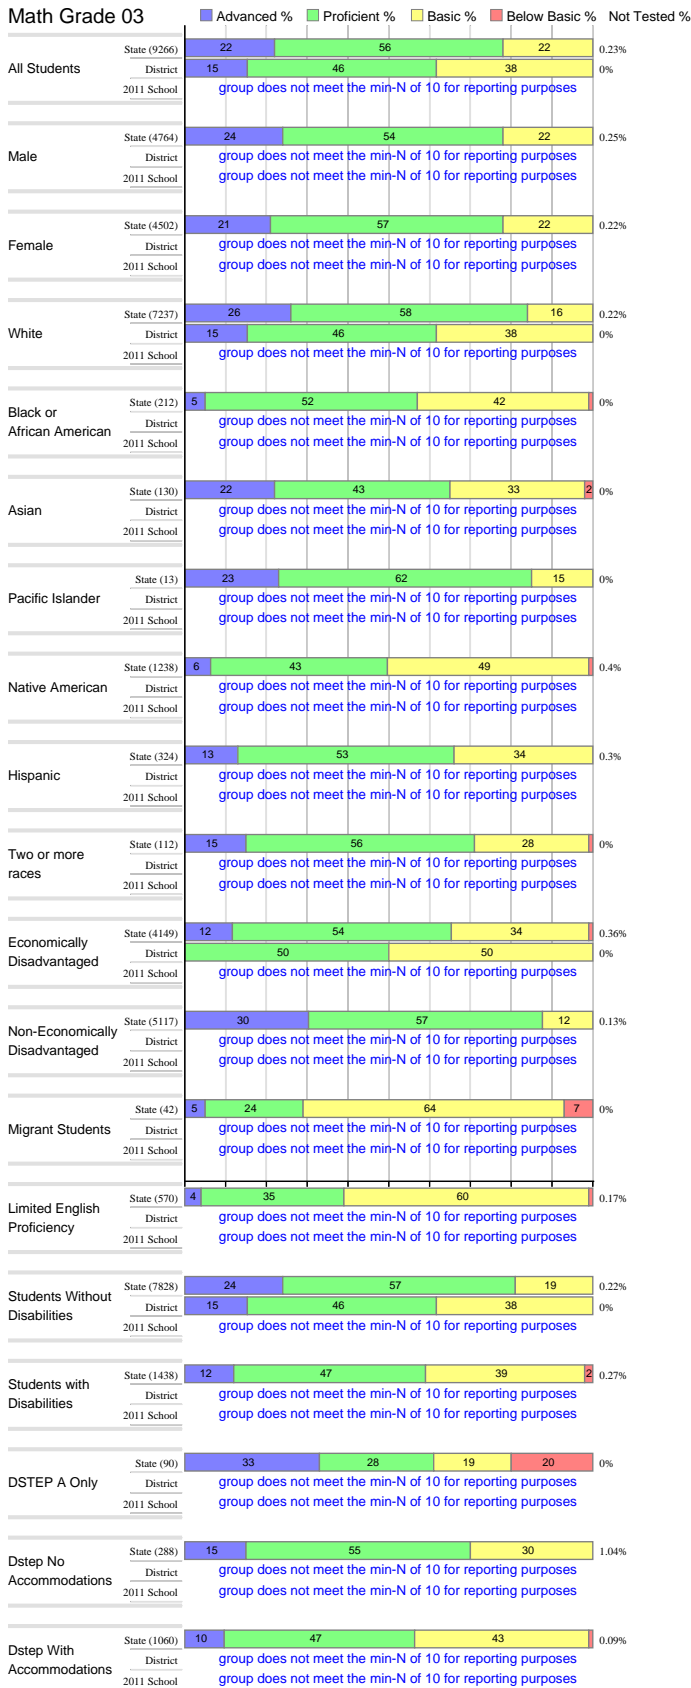 Math Grade 03 Advanced % Proficient % Basic % Below Basic % Not Tested %
State (9266) 22 56 22 0.23%
All Students District 15 46 38 0%
2011 School group does not meet the min-N of 10 for reporting purposes
State (4764) 24 54 22 0.25%
Male District group does not meet the min-N of 10 for reporting purposes
2011 School group does not meet the min-N of 10 for reporting purposes
State (4502) 21 57 22 0.22%
Female District group does not meet the min-N of 10 for reporting purposes
2011 School group does not meet the min-N of 10 for reporting purposes
State (7237) 26 58 16 0.22%
White District 15 46 38 0%
2011 School group does not meet the min-N of 10 for reporting purposes
State (212) 5 52 42 0%
Black or District group does not meet the min-N of 10 for reporting purposes
African American 2011 School group does not meet the min-N of 10 for reporting purposes
State (130) 22 43 33 2 0%
Asian District group does not meet the min-N of 10 for reporting purposes
2011 School group does not meet the min-N of 10 for reporting purposes
State (13) 23 62 15 0%
Pacific Islander District group does not meet the min-N of 10 for reporting purposes
2011 School group does not meet the min-N of 10 for reporting purposes
State (1238) 6 43 49 0.4%
Native American District group does not meet the min-N of 10 for reporting purposes
2011 School group does not meet the min-N of 10 for reporting purposes
State (324) 13 53 34 0.3%
Hispanic District group does not meet the min-N of 10 for reporting purposes
2011 School group does not meet the min-N of 10 for reporting purposes
State (112) 15 56 28 0%
Two or more District group does not meet the min-N of 10 for reporting purposes
races 2011 School group does not meet the min-N of 10 for reporting purposes
State (4149) 12 54 34 0.36%
Economically District 50 50 0%
Disadvantaged 2011 School group does not meet the min-N of 10 for reporting purposes
State (5117) 30 57 12 0.13%
Non-Economically District group does not meet the min-N of 10 for reporting purposes
Disadvantaged 2011 School group does not meet the min-N of 10 for reporting purposes
State (42) 5 24 64 7 0%
Migrant Students District group does not meet the min-N of 10 for reporting purposes
2011 School group does not meet the min-N of 10 for reporting purposes
State (570) 4 35 60 0.17%
Limited English District group does not meet the min-N of 10 for reporting purposes
Proficiency 2011 School group does not meet the min-N of 10 for reporting purposes
State (7828) 24 57 19 0.22%
Students Without District 15 46 38 0%
Disabilities 2011 School group does not meet the min-N of 10 for reporting purposes
State (1438) 12 47 39 2 0.27%
Students with District group does not meet the min-N of 10 for reporting purposes
Disabilities 2011 School group does not meet the min-N of 10 for reporting purposes
State (90) 33 28 19 20 0%
DSTEP A Only District group does not meet the min-N of 10 for reporting purposes
2011 School group does not meet the min-N of 10 for reporting purposes
State (288) 15 55 30 1.04%
Dstep No District group does not meet the min-N of 10 for reporting purposes
Accommodations 2011 School group does not meet the min-N of 10 for reporting purposes
State (1060) 10 47 43 0.09%
Dstep With District group does not meet the min-N of 10 for reporting purposes
Accommodations 2011 School group does not meet the min-N of 10 for reporting purposes